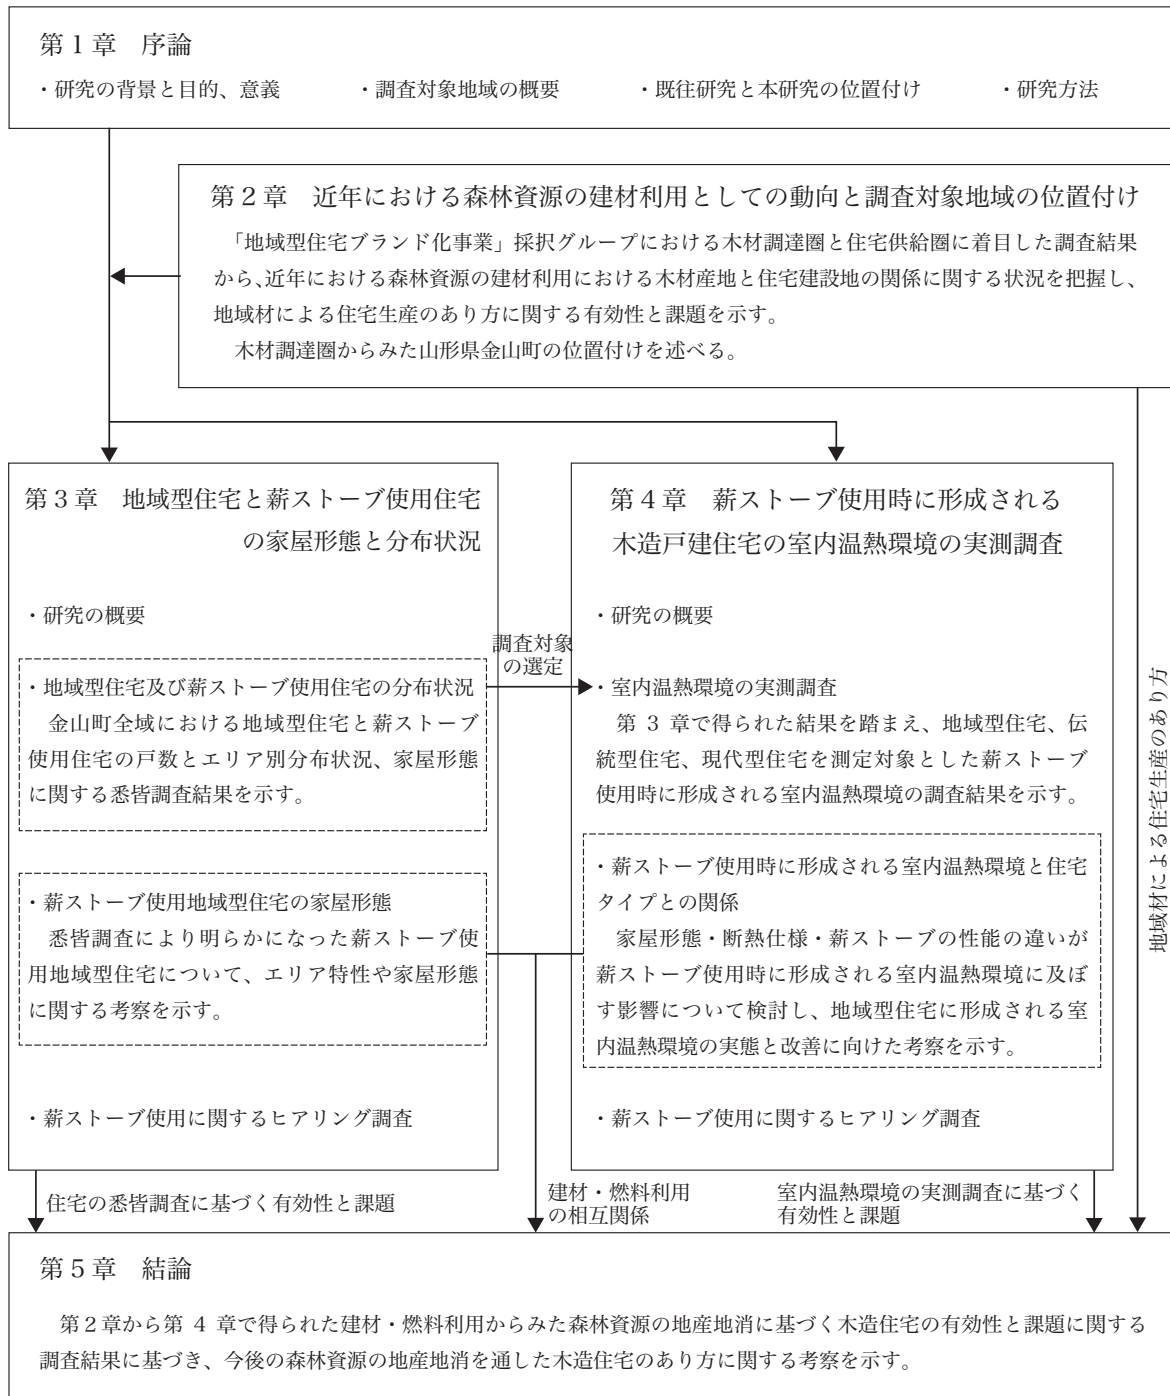 第1章　序論
・研究の背景と目的、意義　・調査対象地域の概要　・既往研究と本研究の位置付け　・研究方法
第2章　近年における森林資源の建材利用としての動向と調査対象地域の位置付け
「地域型住宅ブランド化事業」採択グループにおける木材調達圏と住宅供給圏に着目した調査結果
から、近年における森林資源の建材利用における木材産地と住宅建設地の関係に関する状況を把握し、
地域材による住宅生産のあり方に関する有効性と課題を示す。
木材調達圏からみた山形県金山町の位置付けを述べる。
第3章　地域型住宅と薪ストーブ使用住宅
の家屋形態と分布状況
・研究の概要
・地域型住宅及び薪ストーブ使用住宅の分布状況
金山町全域における地域型住宅と薪ストーブ
使用住宅の戸数とエリア別分布状況、家屋形態
に関する悉皆調査結果を示す。
・薪ストーブ使用地域型住宅の家屋形態
悉皆調査により明らかになった薪ストーブ使
用地域型住宅について、エリア特性や家屋形態
に関する考察を示す。
・薪ストーブ使用に関するヒアリング調査
調査対象
の選定
第4章　薪ストーブ使用時に形成される
木造戸建住宅の室内温熱環境の実測調査
・研究の概要
・室内温熱環境の実測調査
第 3 章で得られた結果を踏まえ、地域型住宅、伝
統型住宅、現代型住宅を測定対象とした薪ストーブ
使用時に形成される室内温熱環境の調査結果を示す。
・薪ストーブ使用時に形成される室内温熱環境と住宅
タイプとの関係
家屋形態・断熱仕様・薪ストーブの性能の違いが
薪ストーブ使用時に形成される室内温熱環境に及ぼ
す影響について検討し、地域型住宅に形成される室
内温熱環境の実態と改善に向けた考察を示す。
・薪ストーブ使用に関するヒアリング調査
地域材による住宅生産のあり方
住宅の悉皆調査に基づく有効性と課題
建材・燃料利用
の相互関係
室内温熱環境の実測調査に基づく
有効性と課題
第5章　結論
第2章から第 4 章で得られた建材・燃料利用からみた森林資源の地産地消に基づく木造住宅の有効性と課題に関する
調査結果に基づき、今後の森林資源の地産地消を通した木造住宅のあり方に関する考察を示す。